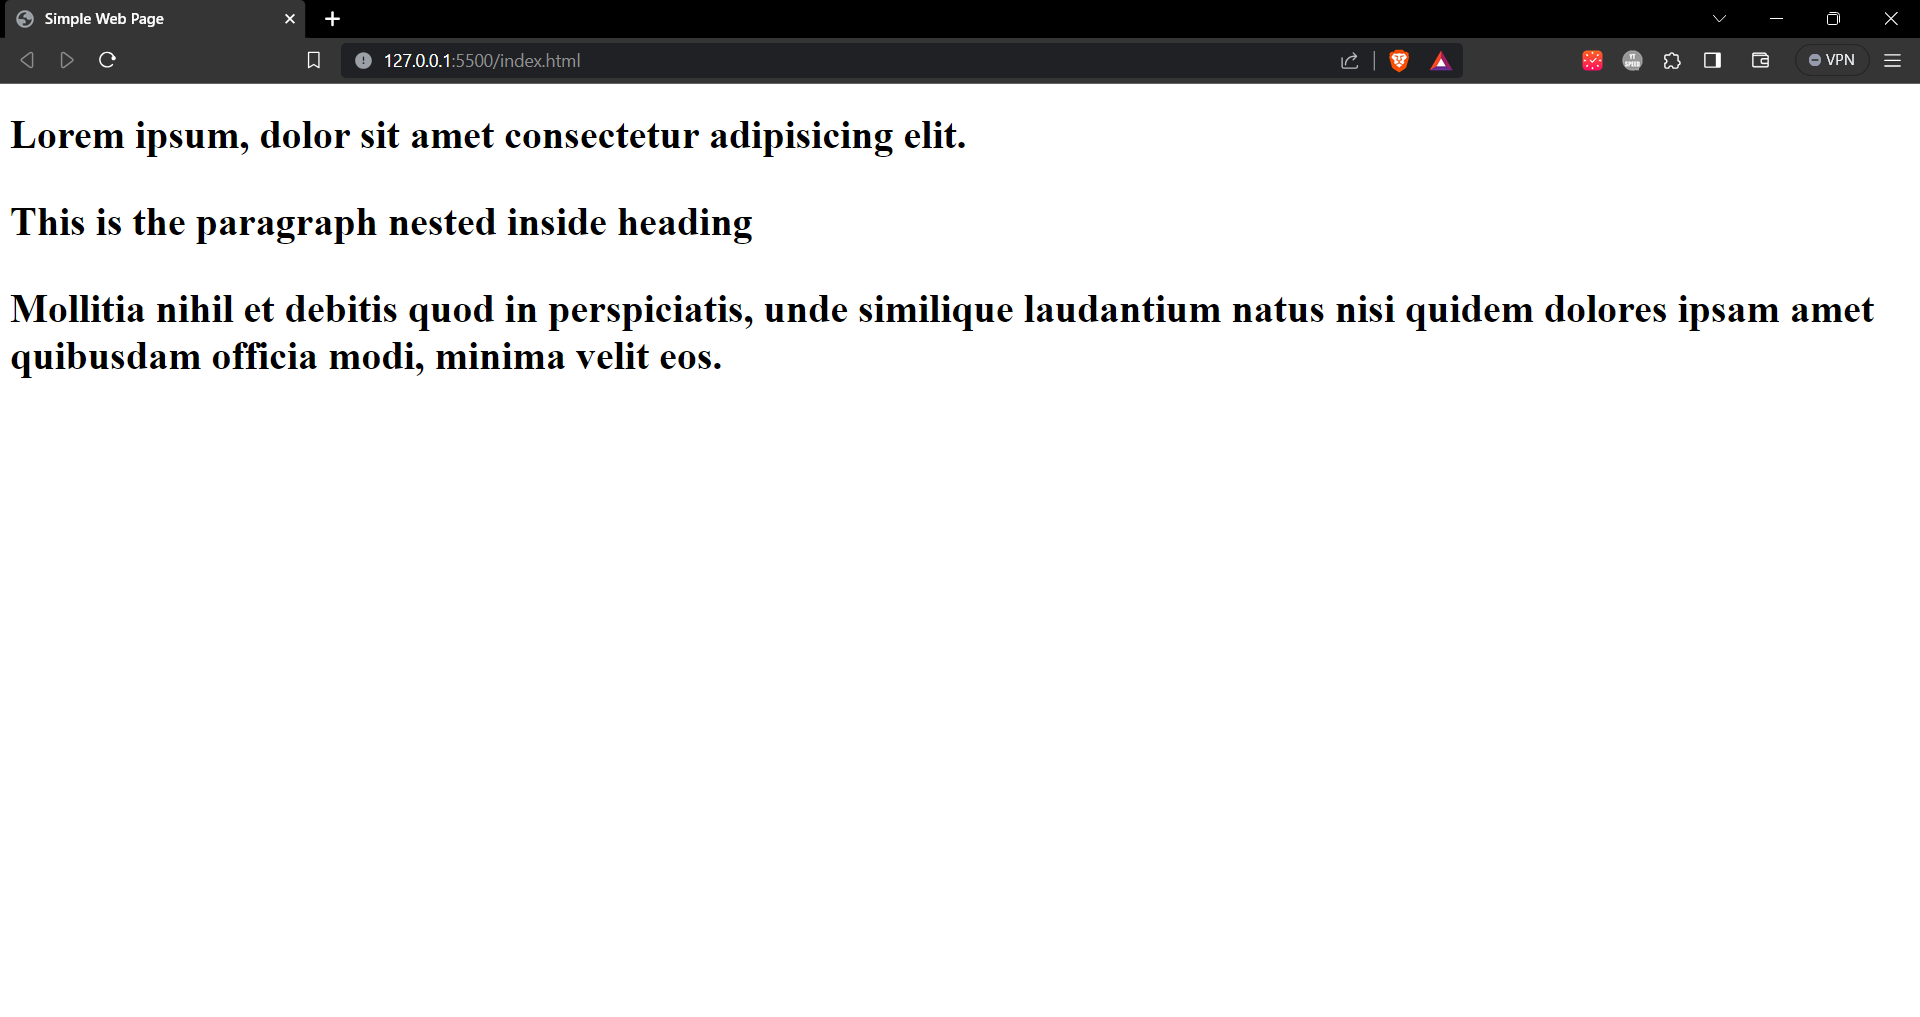 Simple Web Page
127.0.0.1:5500/index.html
YT
SPEED
VPN
Lorem ipsum, dolor sit amet consectetur adipisicing elit.
This is the paragraph nested inside heading
Mollitia nihil et debitis quod in perspiciatis, unde similique laudantium natus nisi quidem dolores ipsam amet
quibusdam officia modi, minima velit eos.